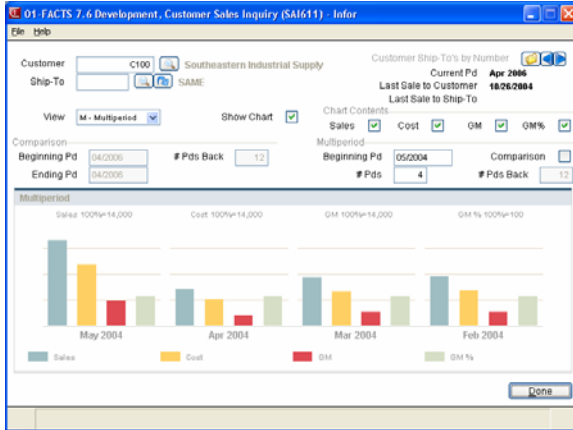 01-FACTS 7.6 Development, Customer Sales Inquiry (SAI611) - Infor
File Help
Customer C100 Southeastern Industrial Supply
Ship-To SAME
Customer Ship-To's by Number
Current Pd Apr 2006
Last Sale to Customer 10/26/2004
Last Sale to Ship-To
View M - Multiperiod Show Chart
Chart Contents
Sales Cost GM GM%
Comparison
Beginning Pd 04/2006 # Pds Back 12
Ending Pd 04/2006
Multiperiod
Beginning Pd 05/2004 Comparison
# Pds 4 # Pds Back 12
Multiperiod
Sales 100%=14,000 Cost 100%=14,000 GM 100%=14,000 GM % 100%=100
May 2004 Apr 2004 Mar 2004 Feb 2004
Sales Cost GM GM %
Done